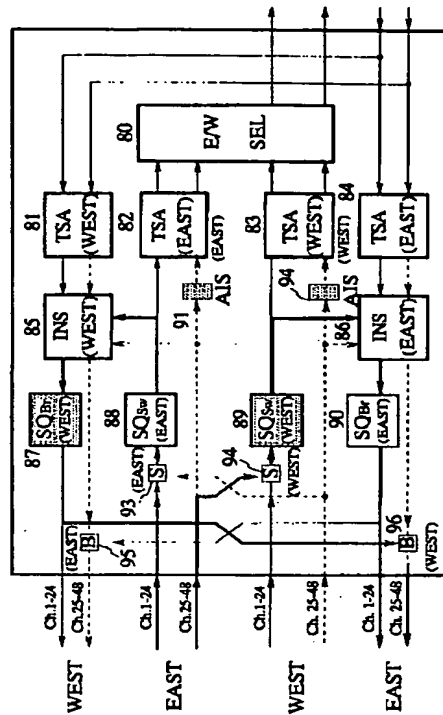 81
TSA
(WEST)
82
TSA
(EAST)
(EAST)
80
E/W
SEL
83
TSA
(WEST)
(WEST)
84
TSA
(EAST)
85
INS
(WEST)
91
AIS
94
AIS
86
INS
(EAST)
87
SQBr
(WEST)
88
SQSw
(EAST)
89
SQSw
(WEST)
90
SQBr
(EAST)
93
S
(EAST)
94
S
(WEST)
95
B
(EAST)
96
B
(WEST)
Ch.1-24
Ch.25-48
WEST
Ch.1-24
Ch.25-48
EAST
Ch.1-24
Ch. 25-48
WEST
Ch. 1-24
Ch. 25-48
EAST